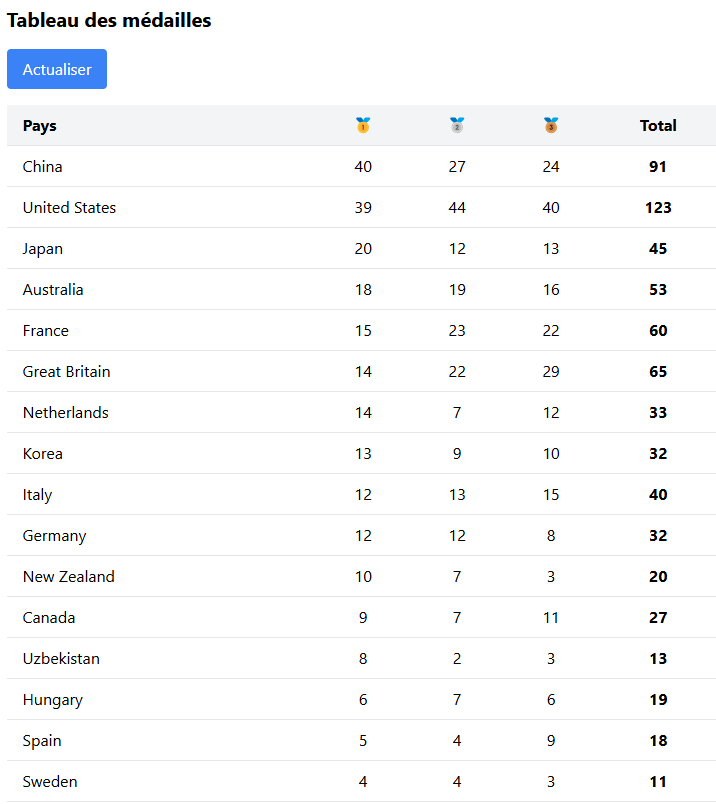 Tableau des médailles
Actualiser
Pays 🥇 🥈 🥉 Total
China 40 27 24 91
United States 39 44 40 123
Japan 20 12 13 45
Australia 18 19 16 53
France 15 23 22 60
Great Britain 14 22 29 65
Netherlands 14 7 12 33
Korea 13 9 10 32
Italy 12 13 15 40
Germany 12 12 8 32
New Zealand 10 7 3 20
Canada 9 7 11 27
Uzbekistan 8 2 3 13
Hungary 6 7 6 19
Spain 5 4 9 18
Sweden 4 4 3 11